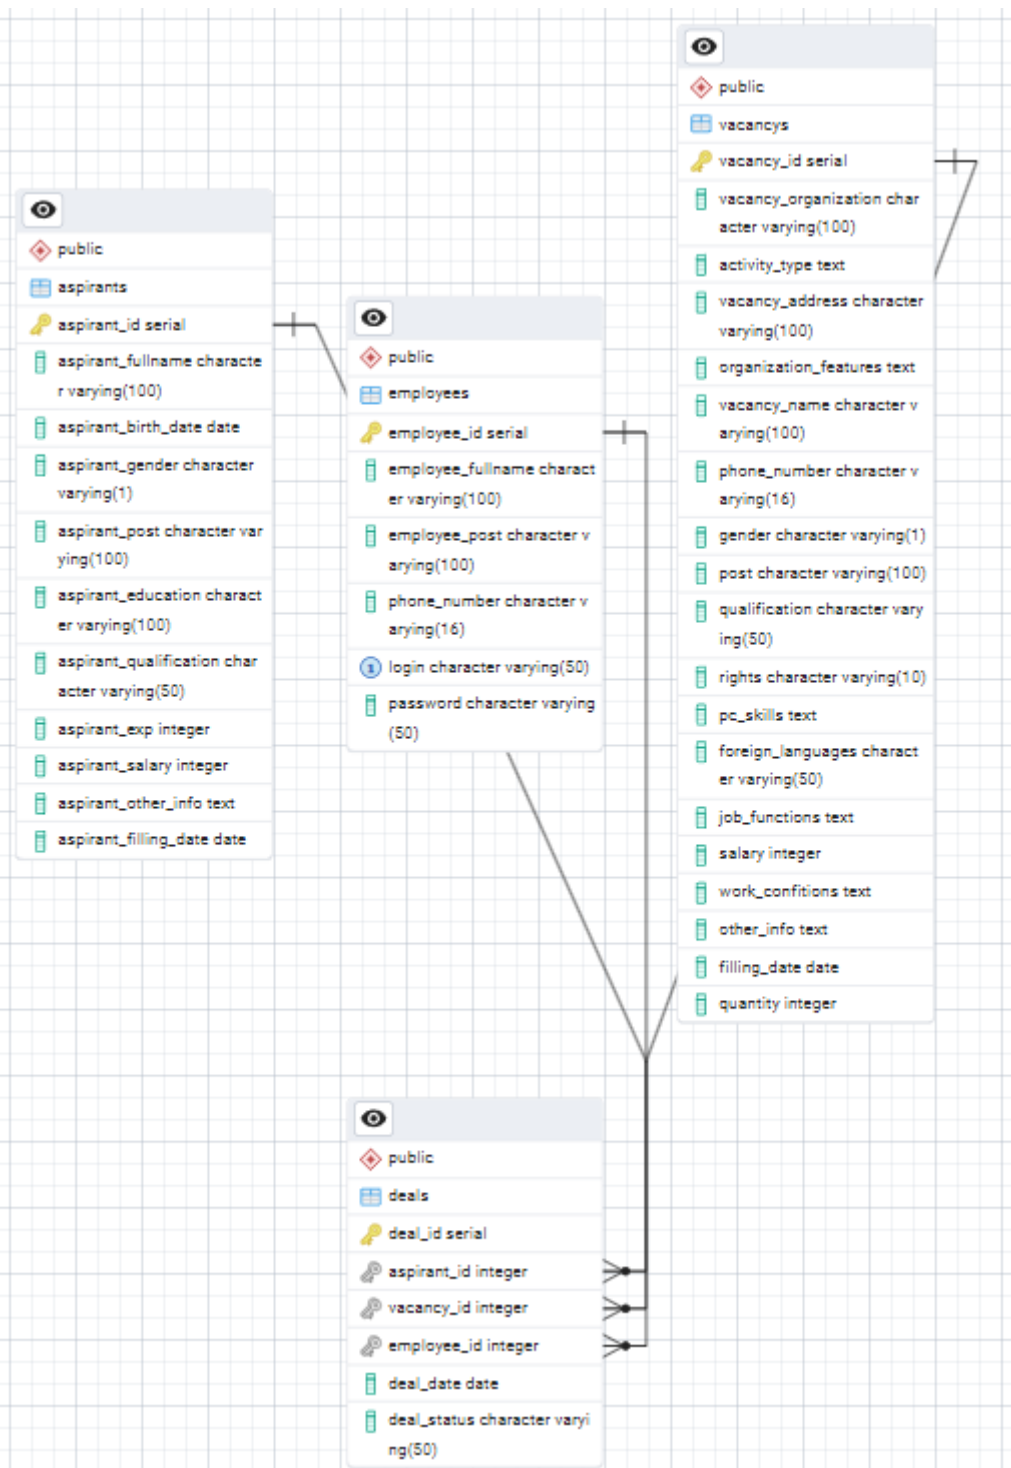 public
aspirants
aspirant_id serial
aspirant_fullname characte
r varying(100)
aspirant_birth_date date
aspirant_gender character
varying(1)
aspirant_post character var
ying(100)
aspirant_education charact
er varying(100)
aspirant_qualification char
acter varying(50)
aspirant_exp integer
aspirant_salary integer
aspirant_other_info text
aspirant_filling_date date
public
employees
employee_id serial
employee_fullname charact
er varying(100)
employee_post character v
arying(100)
phone_number character v
arying(16)
1 login character varying(50)
password character varying
(50)
public
vacancys
vacancy_id serial
vacancy_organization char
acter varying(100)
activity_type text
vacancy_address character
varying(100)
organization_features text
vacancy_name character v
arying(100)
phone_number character v
arying(16)
gender character varying(1)
post character varying(100)
qualification character vary
ing(50)
rights character varying(10)
pc_skills text
foreign_languages charact
er varying(50)
job_functions text
salary integer
work_confitions text
other_info text
filling_date date
quantity integer
public
deals
deal_id serial
aspirant_id integer
vacancy_id integer
employee_id integer
deal_date date
deal_status character varyi
ng(50)